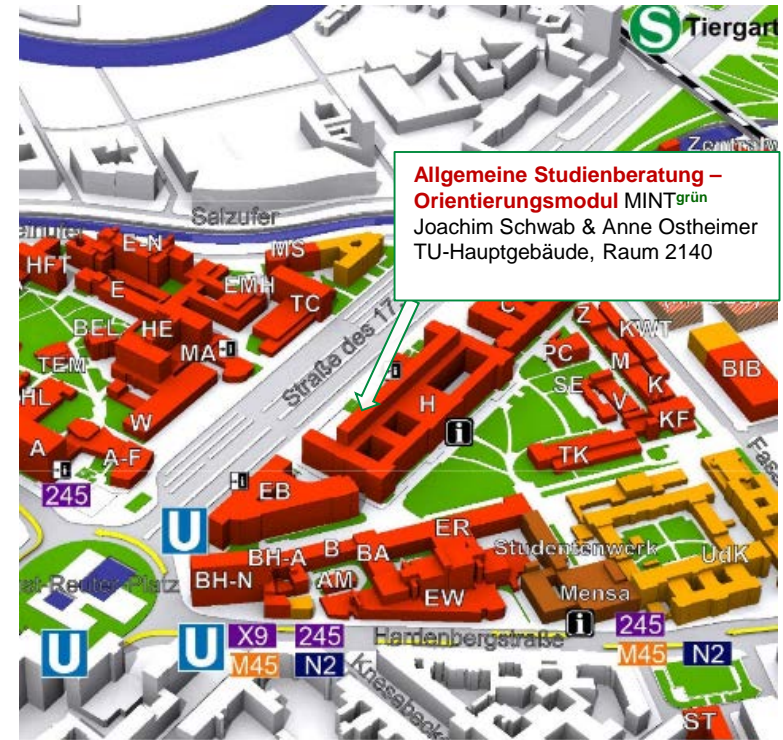 S Tiergart
Allgemeine Studienberatung –
Orientierungsmodul MINTgrün
Joachim Schwab & Anne Ostheimer
TU-Hauptgebäude, Raum 2140
Salzufer
E-N
MS
HFT
E
EMH
TC
BEL
HE
MA
i
TEM
HL
W
A
A-F
i
245
Straße des 17
i
H
i
Z
KWT
PC
M
SE
K
V
KF
BIB
TK
i
EB
U
ER
B
BA
BH-A
BH-N
AM
EW
Studentenwerk
UdK
Mensa
i
Hardenbergstraße
U
U
X9
245
M45
N2
245
M45
N2
ST